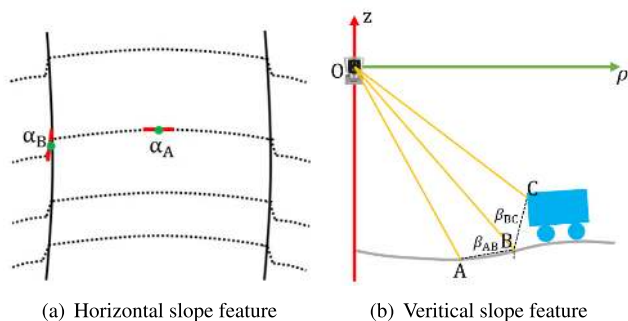 α_B
α_A
z
O
ρ
C
β_BC
β_AB
B
A
(a) Horizontal slope feature
(b) Veritical slope feature